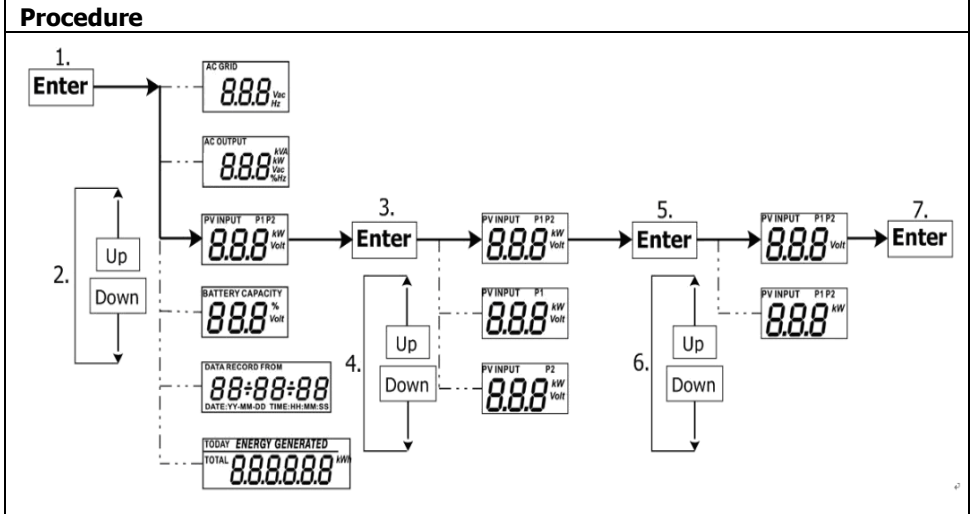 Procedure
1.
Enter
AC GRID
8.8.8 Vac
Hz
AC OUTPUT
8.8.8 kVA
kW
Vac
%Hz
2.
Up
Down
PV INPUT P1 P2
8.8.8 kW
Volt
BATTERY CAPACITY
88.8 %
Volt
DATA RECORD FROM
88:88:88
DATE:YY-MM-DD TIME:HH:MM:SS
TODAY ENERGY GENERATED
TOTAL 8.8.8.8.8.8 kWh
3.
Enter
4.
Up
Down
PV INPUT P1 P2
8.8.8 kW
Volt
PV INPUT P1
8.8.8 kW
Volt
PV INPUT P2
8.8.8 kW
Volt
5.
Enter
6.
Up
Down
PV INPUT P1 P2
8.8.8 Volt
PV INPUT P1 P2
8.8.8 kW
7.
Enter